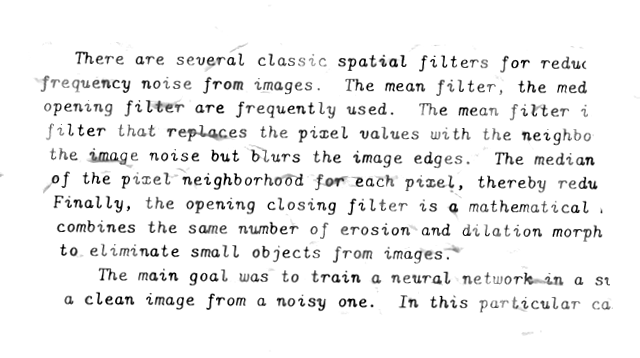 There are several classic spatial filters for reduc
frequency noise from images. The mean filter, the med
opening filter are frequently used. The mean filter i
filter that replaces the pixel values with the neighbo
the image noise but blurs the image edges. The median
of the pixel neighborhood for each pixel, thereby redu
Finally, the opening closing filter is a mathematical
combines the same number of erosion and dilation morph
to eliminate small objects from images.
The main goal was to train a neural network in a
a clean image from a noisy one. In this particular ca